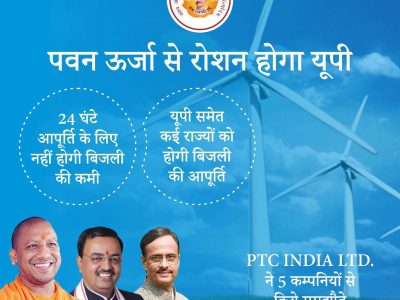 पवन ऊर्जा से रोशन होगा यूपी
24 घंटे
आपूर्ति के लिए
नहीं होगी बिजली
की कमी
यूपी समेत
कई राज्यों को
होगी बिजली
की आपूर्ति
PTC INDIA LTD.
ने 5 कम्पनियों से